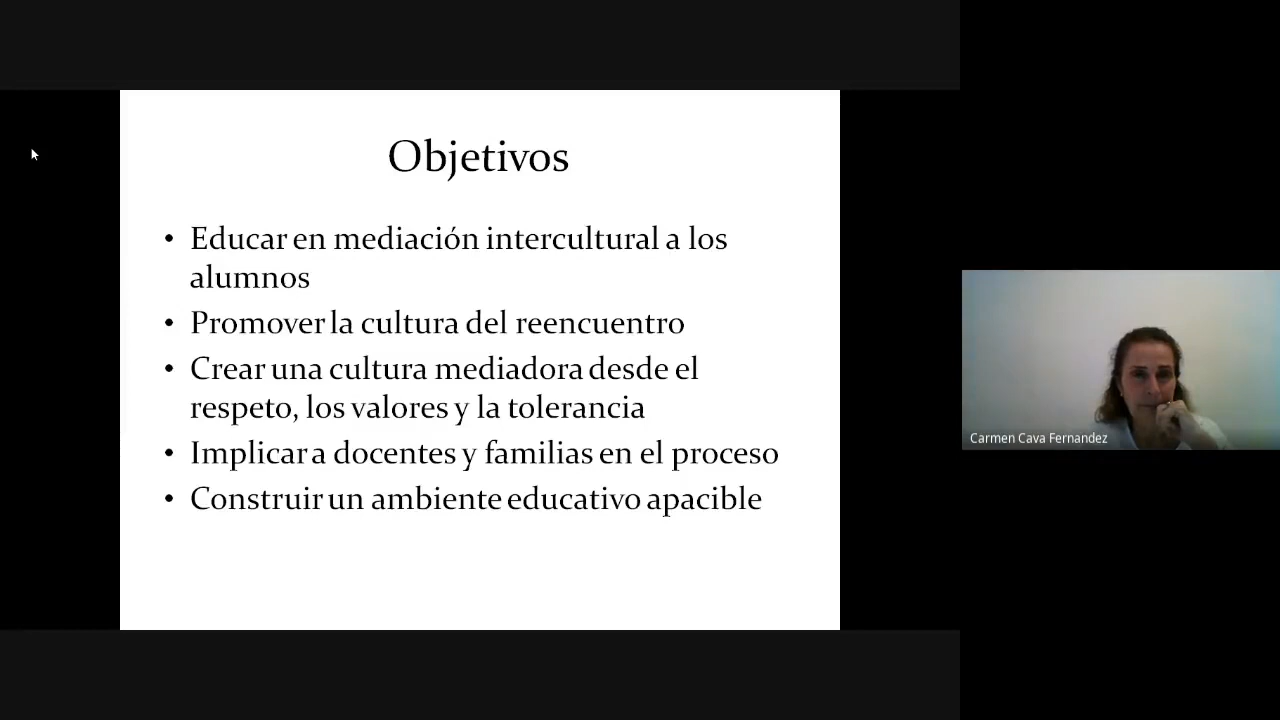 Objetivos
• Educar en mediación intercultural a los
alumnos
• Promover la cultura del reencuentro
• Crear una cultura mediadora desde el
respeto, los valores y la tolerancia
• Implicar a docentes y familias en el proceso
• Construir un ambiente educativo apacible
Carmen Cava Fernandez